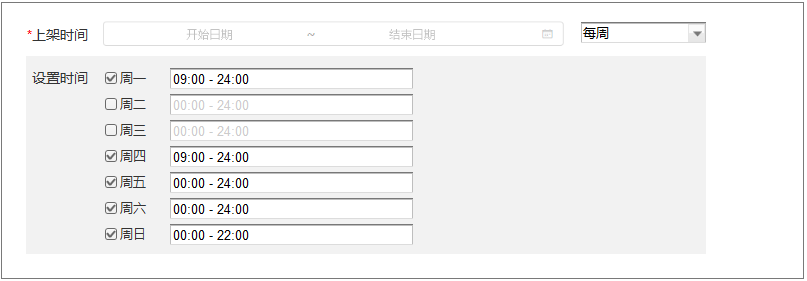 *上架时间 开始日期 ~ 结束日期 每周
设置时间 周一 09:00 - 24:00
周二 00:00 - 24:00
周三 00:00 - 24:00
周四 09:00 - 24:00
周五 00:00 - 24:00
周六 00:00 - 24:00
周日 00:00 - 22:00